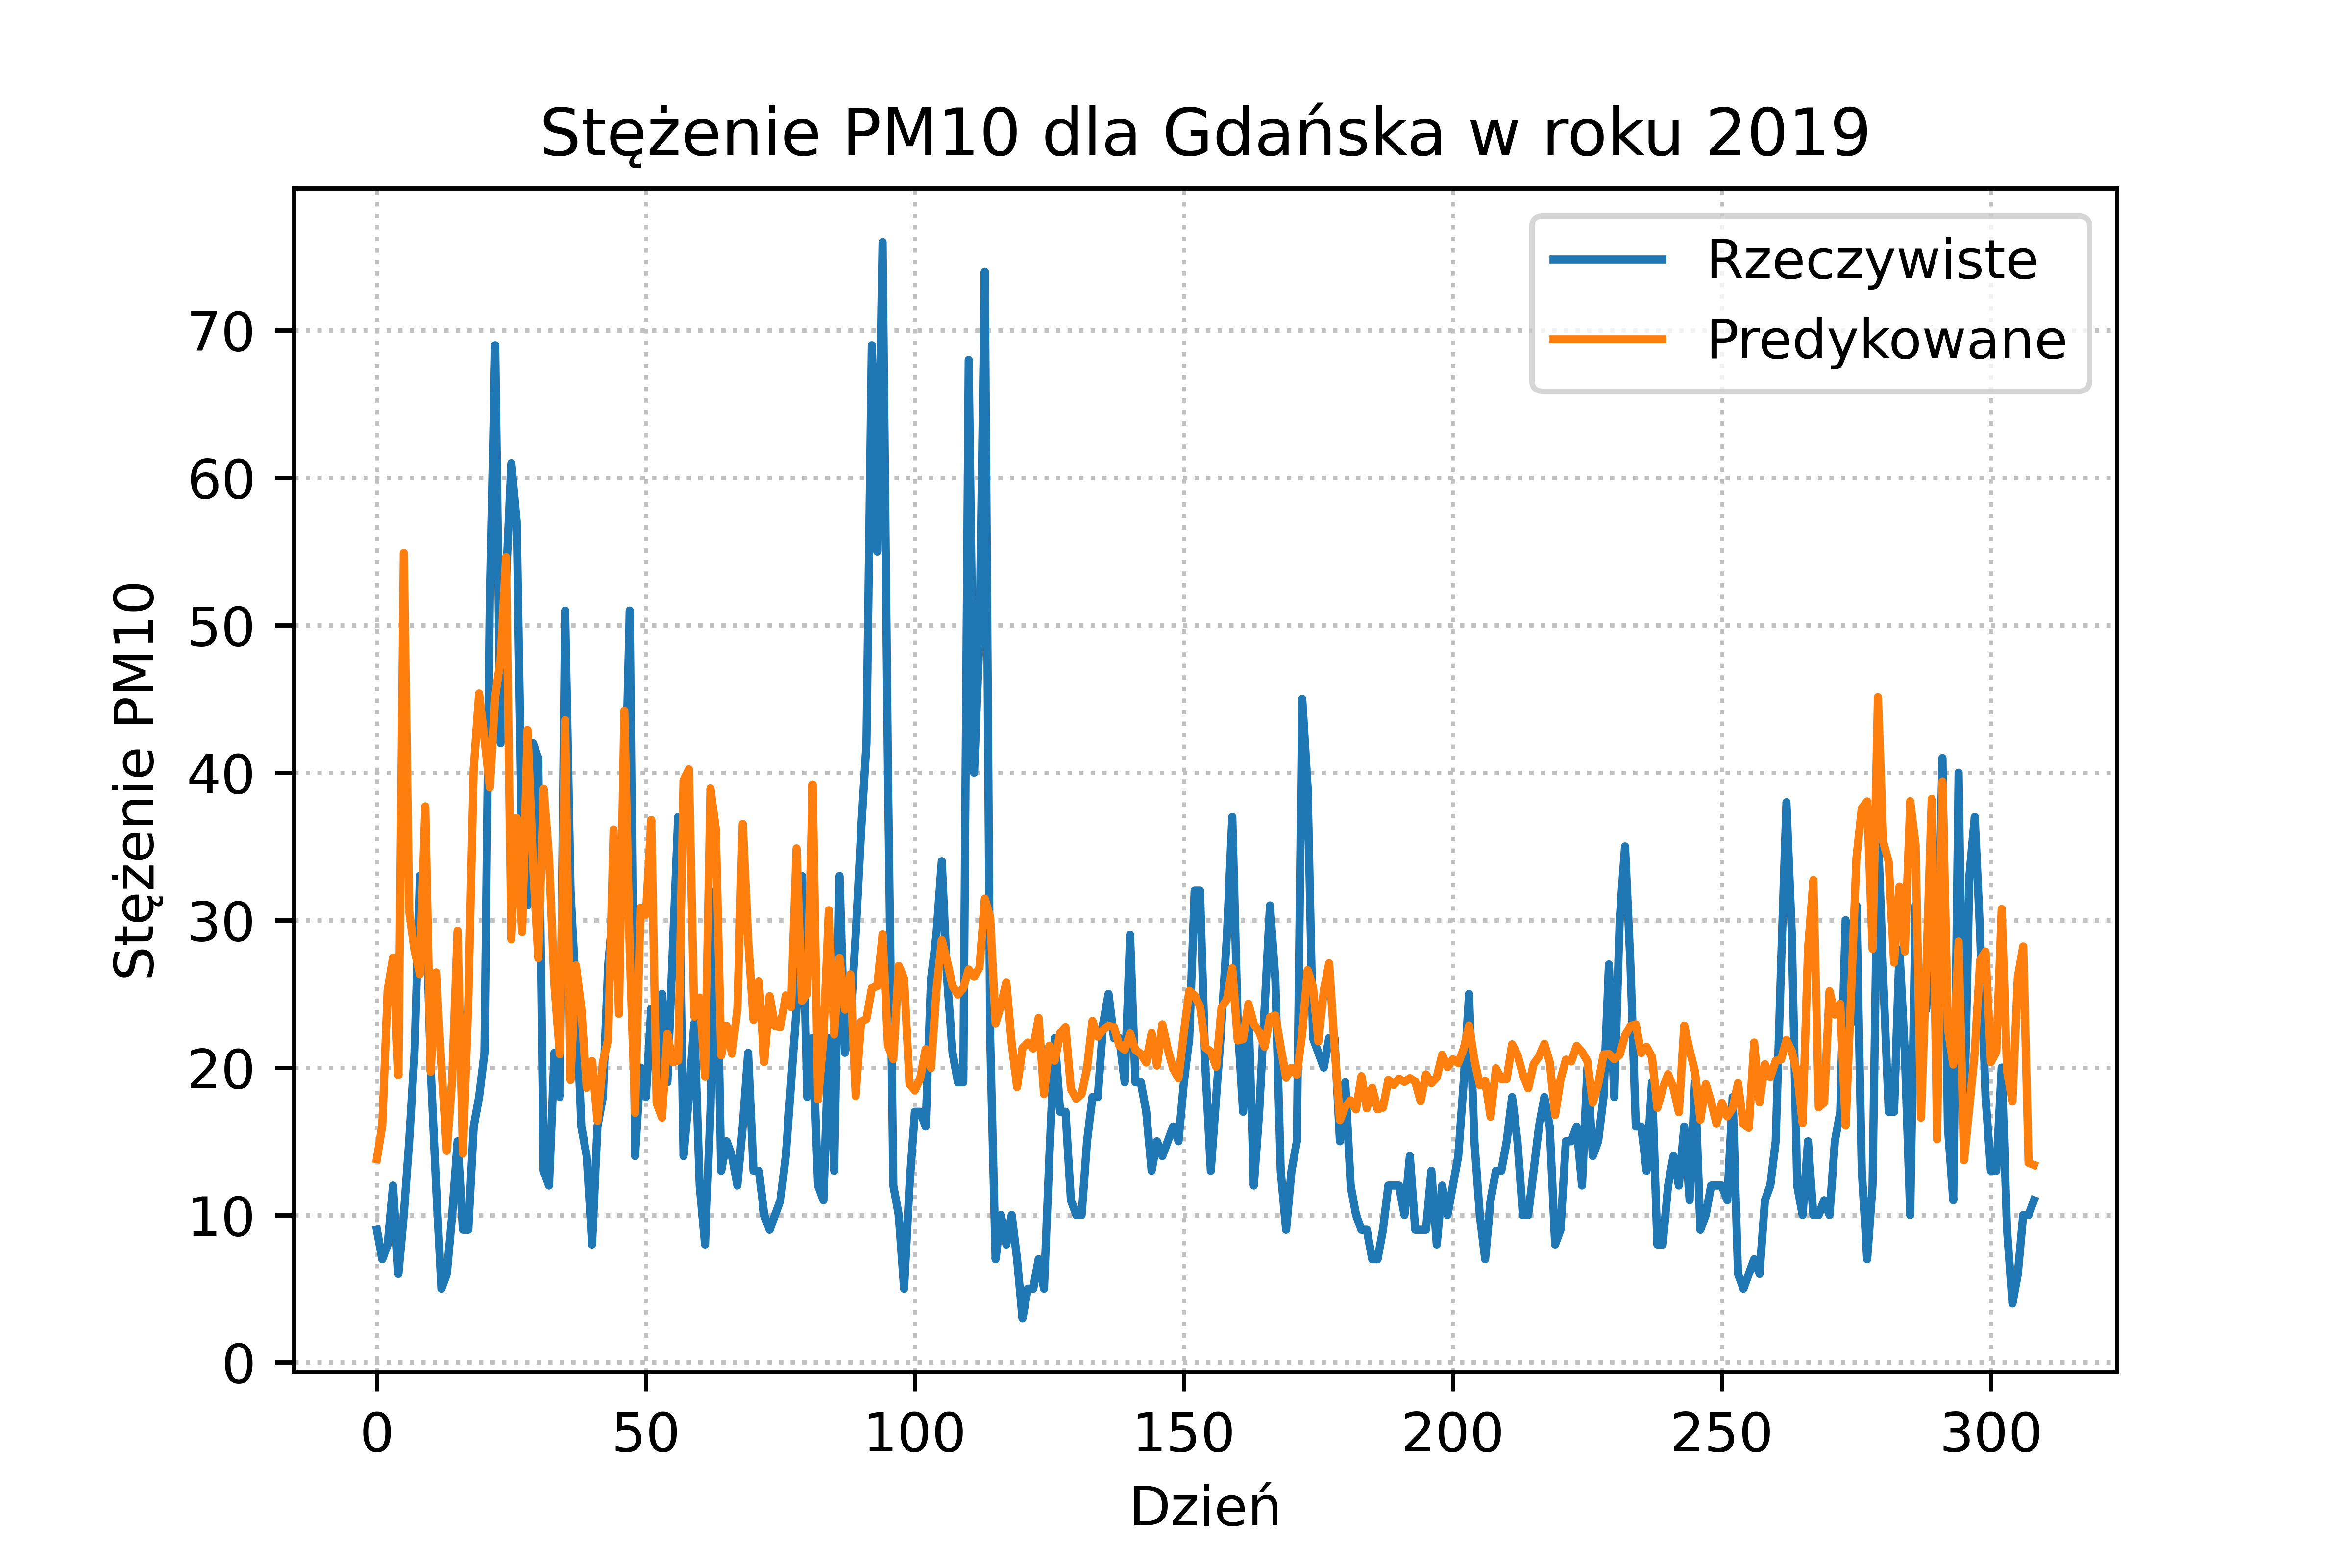 Stężenie PM10 dla Gdańska w roku 2019
Rzeczywiste
Predykowane
Stężenie PM10
70
60
50
40
30
20
10
0
0 50 100 150 200 250 300
Dzień